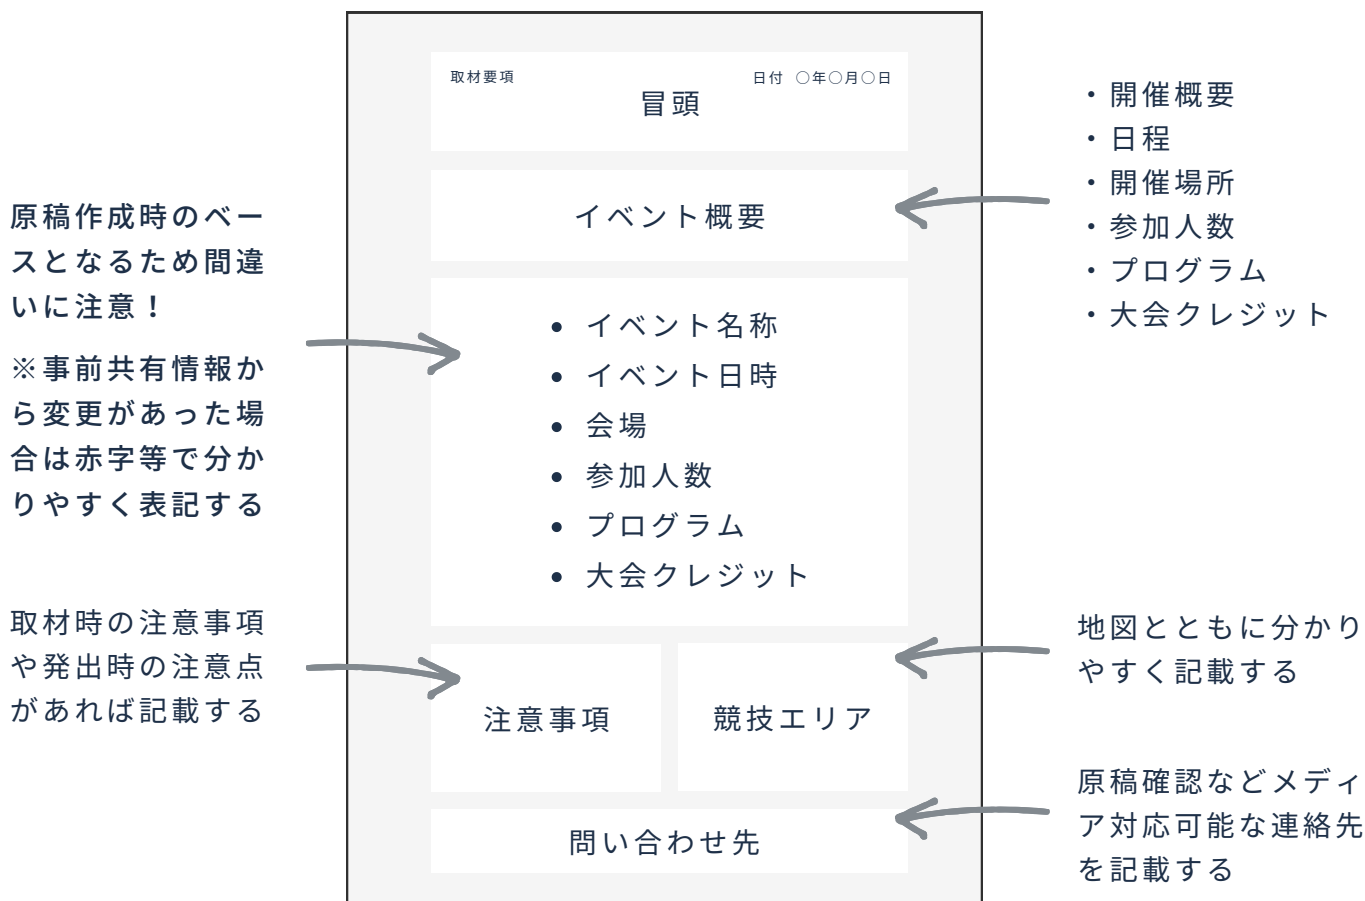 取材要項
日付 〇年〇月〇日
冒頭
イベント概要
・開催概要
・日程
・開催場所
・参加人数
・プログラム
・大会クレジット
原稿作成時のベー
スとなるため間違
いに注意！
※事前共有情報か
ら変更があった場
合は赤字等で分か
りやすく表記する
• イベント名称
• イベント日時
• 会場
• 参加人数
• プログラム
• 大会クレジット
取材時の注意事項
や発出時の注意点
があれば記載する
注意事項
競技エリア
地図とともに分かり
やすく記載する
問い合わせ先
原稿確認などメディ
ア対応可能な連絡先
を記載する